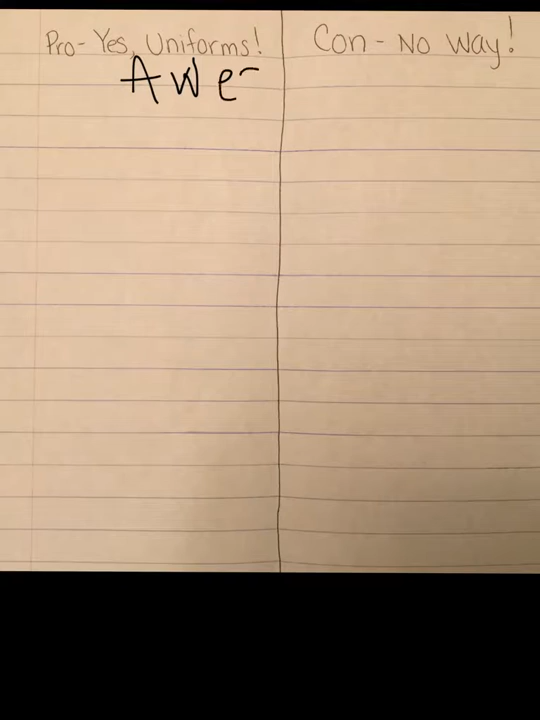 Pro- Yes, Uniforms!
Con - No Way!
Awe